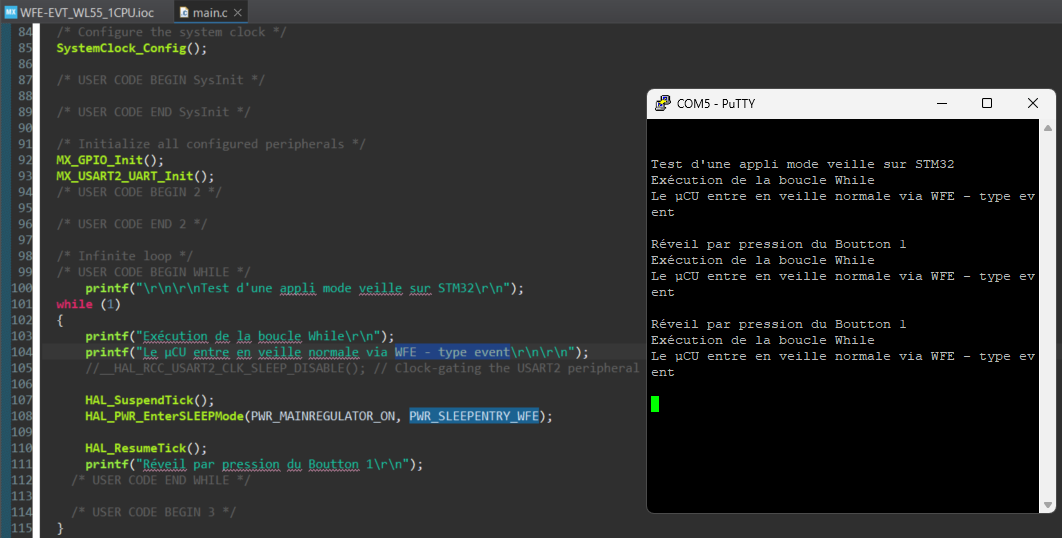 WFE-EVT_WL55_1CPU.ioc
main.c
84 /* Configure the system clock */
85 SystemClock_Config();
86
87 /* USER CODE BEGIN SysInit */
88
89 /* USER CODE END SysInit */
90
91 /* Initialize all configured peripherals */
92 MX_GPIO_Init();
93 MX_USART2_UART_Init();
94 /* USER CODE BEGIN 2 */
95
96 /* USER CODE END 2 */
97
98 /* Infinite loop */
99 /* USER CODE BEGIN WHILE */
100 printf("\r\n\r\nTest d'une appli mode veille sur STM32\r\n");
101 while (1)
102 {
103 printf("Exécution de la boucle While\r\n");
104 printf("Le µCU entre en veille normale via WFE - type event\r\n\r\n");
105 //__HAL_RCC_USART2_CLK_SLEEP_DISABLE(); // Clock-gating the USART2 peripheral
106
107 HAL_SuspendTick();
108 HAL_PWR_EnterSLEEPMode(PWR_MAINREGULATOR_ON, PWR_SLEEPENTRY_WFE);
109
110 HAL_ResumeTick();
111 printf("Réveil par pression du Boutton 1\r\n");
112 /* USER CODE END WHILE */
113
114 /* USER CODE BEGIN 3 */
115 }
COM5 - PuTTY
Test d'une appli mode veille sur STM32
Exécution de la boucle While
Le µCU entre en veille normale via WFE - type ev
ent
Réveil par pression du Boutton 1
Exécution de la boucle While
Le µCU entre en veille normale via WFE - type ev
ent
Réveil par pression du Boutton 1
Exécution de la boucle While
Le µCU entre en veille normale via WFE - type ev
ent